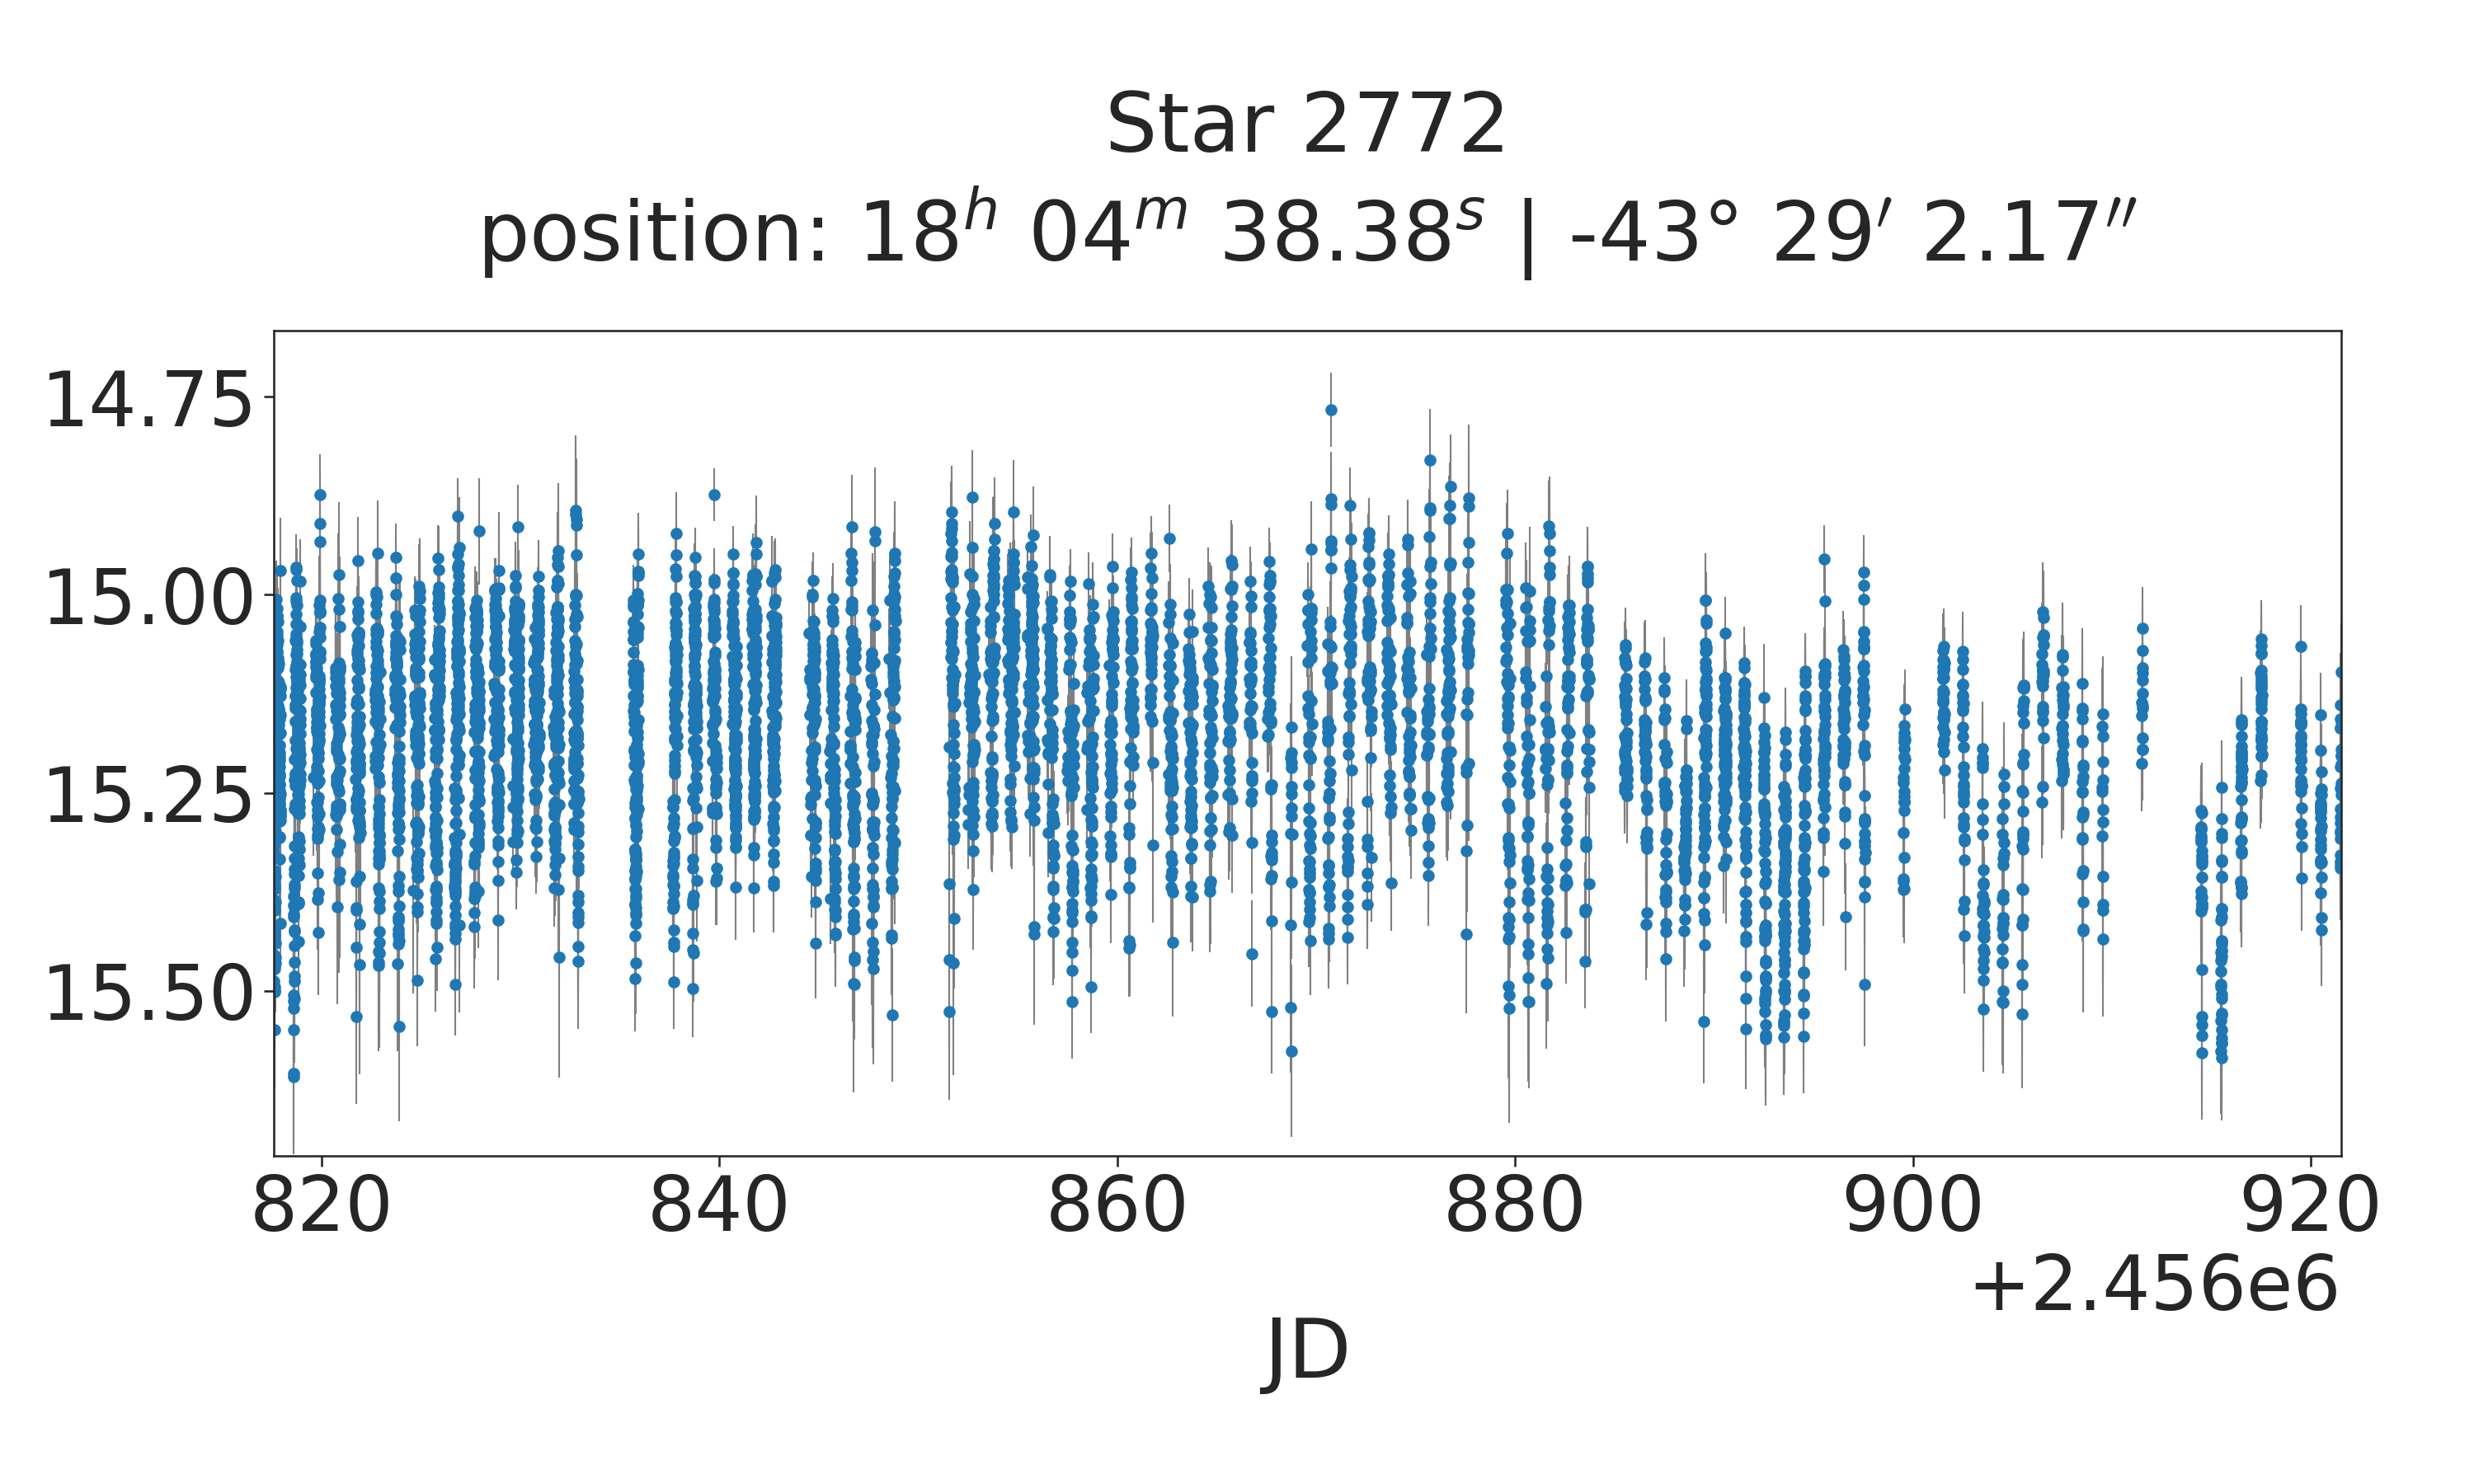 Star 2772
position: 18ʰ 04ᵐ 38.38ˢ | -43° 29′ 2.17′′
14.75
15.00
15.25
15.50
820 840 860 880 900 920
+2.456e6
JD